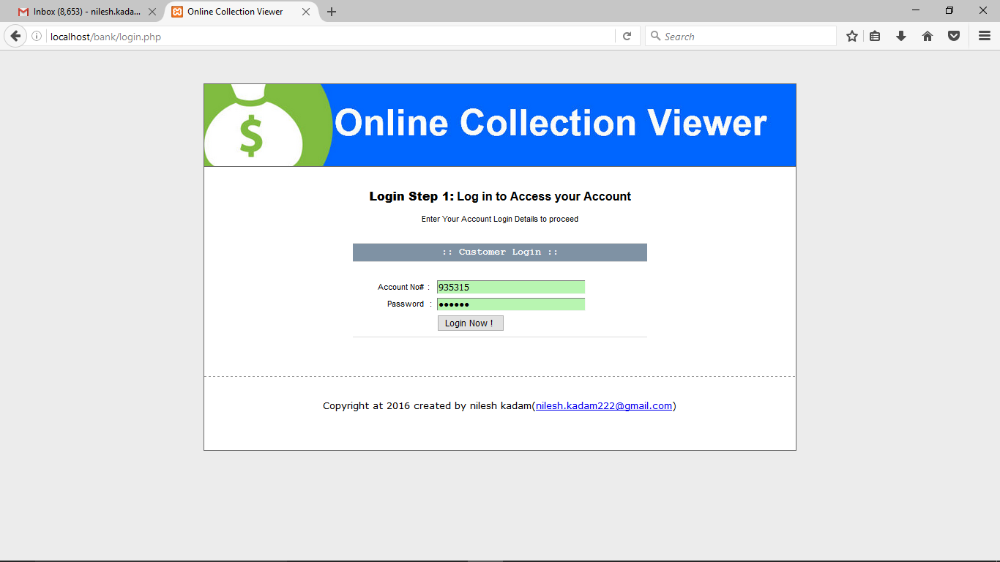 Inbox (8,653) - nilesh.kada...
Online Collection Viewer
localhost/bank/login.php
Search
$
Online Collection Viewer
Login Step 1: Log in to Access your Account
Enter Your Account Login Details to proceed
:: Customer Login ::
Account No# : 935315
Password : ●●●●●●
Login Now !
Copyright at 2016 created by nilesh kadam(nilesh.kadam222@gmail.com)